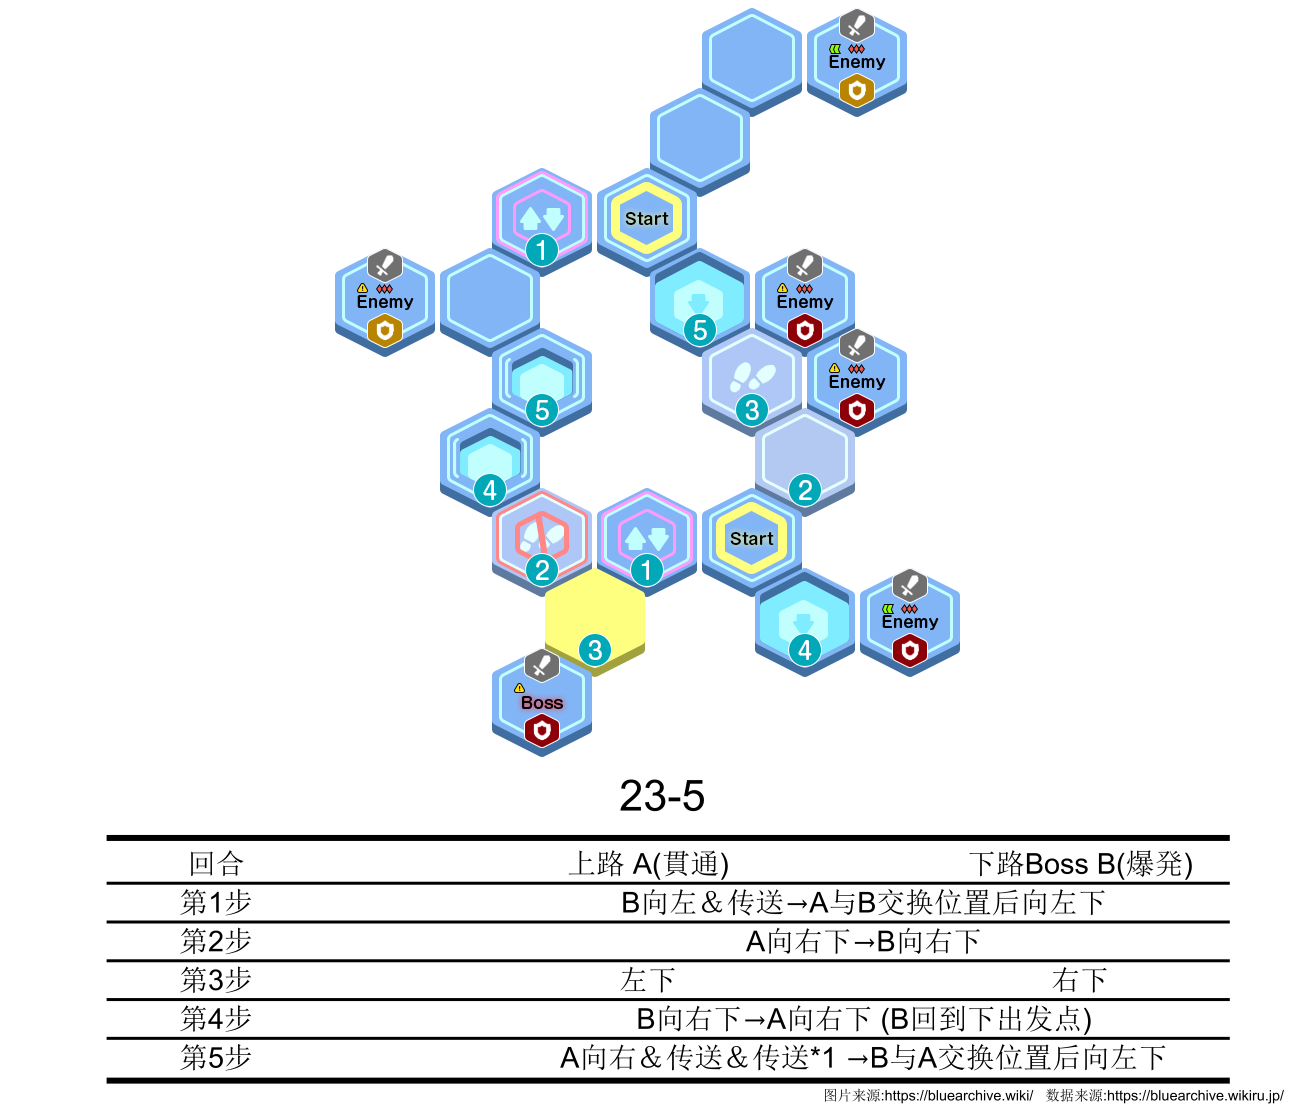 Enemy
Start
1
Enemy
Enemy
5
Enemy
5
3
4
2
Start
2
1
Enemy
3
4
Boss
23-5
回合 上路 A(貫通) 下路Boss B(爆発)
第1步 B向左＆传送→A与B交换位置后向左下
第2步 A向右下→B向右下
第3步 左下 右下
第4步 B向右下→A向右下 (B回到下出发点)
第5步 A向右＆传送＆传送*1 →B与A交换位置后向左下
图片来源:https://bluearchive.wiki/ 数据来源:https://bluearchive.wikiru.jp/